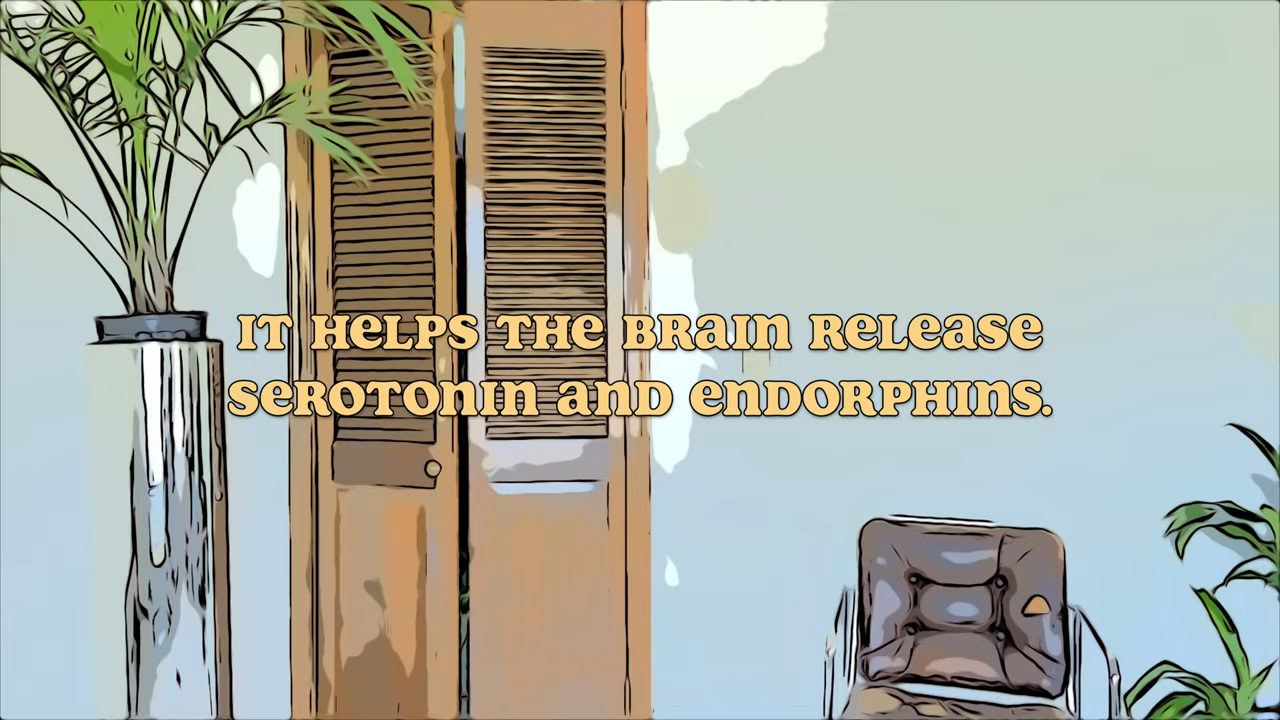 IT HELPS THE BRAIN RELEASE
SEROTONIN AND ENDORPHINS.